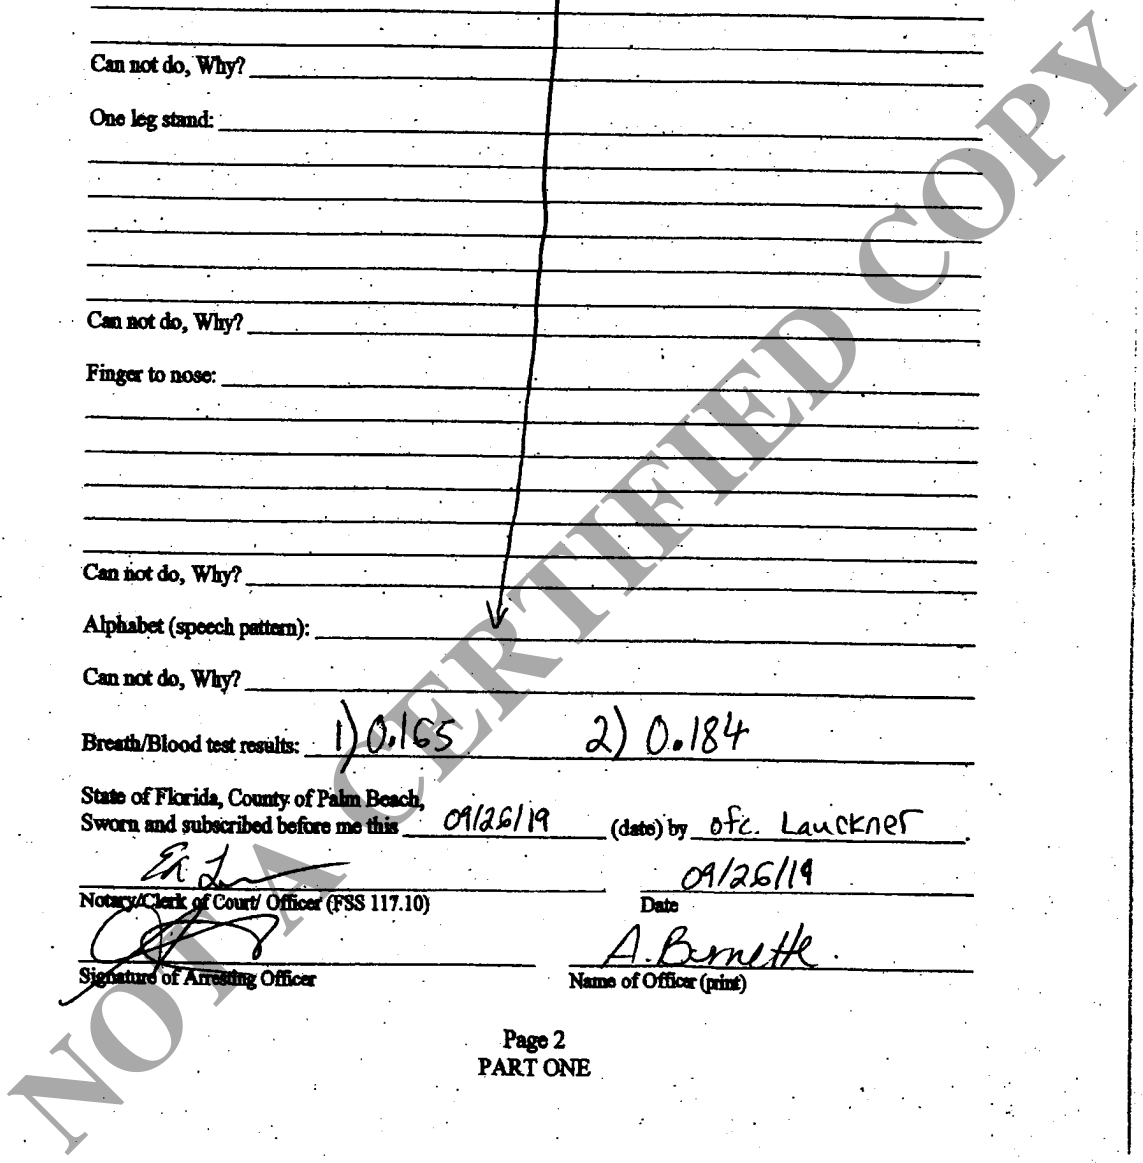 Can not do, Why?
One leg stand:
Can not do, Why?
Finger to nose:
Can not do, Why?
Alphabet (speech pattern):
Can not do, Why?
Breath/Blood test results: 1) 0.165 2) 0.184
State of Florida, County of Palm Beach,
Sworn and subscribed before me this 09/26/19 (date) by ofc. Lauckner.
09/26/19
Notary/Clerk of Court/ Officer (FSS 117.10) Date
A. Burnette.
Signature of Arresting Officer Name of Officer (print)
Page 2
PART ONE
NOT A CERTIFIED COPY